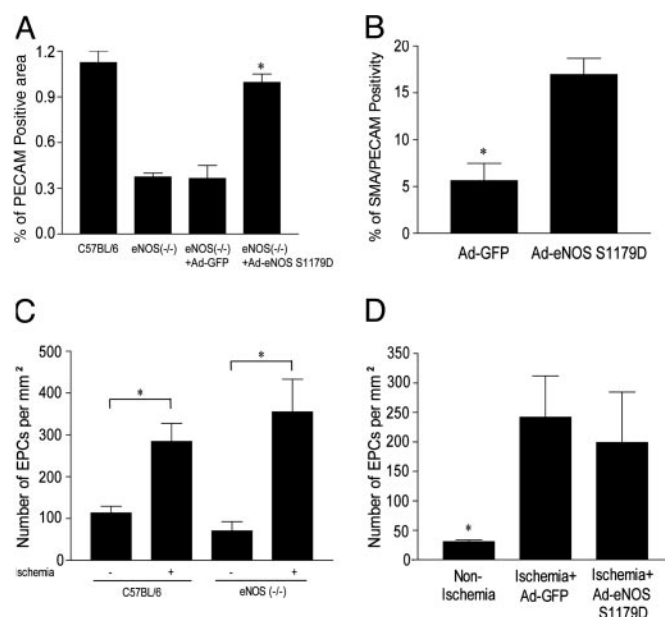 A
% of PECAM Positive area
1.2
0.9
0.6
0.3
0.0
*
C57BL/6
eNOS(-/-)
eNOS(-/-)
+Ad-GFP
eNOS(-/-)
+Ad-eNOS S1179D
B
% of SMA/PECAM Positivity
20
15
10
5
0
*
Ad-GFP
Ad-eNOS S1179D
C
Number of EPCs per mm²
500
400
300
200
100
0
*
*
Ischemia
-
+
-
+
C57BL/6
eNOS (-/-)
D
Number of EPCs per mm²
350
300
250
200
150
100
50
0
*
Non-
Ischemia
Ischemia+
Ad-GFP
Ischemia+
Ad-eNOS
S1179D